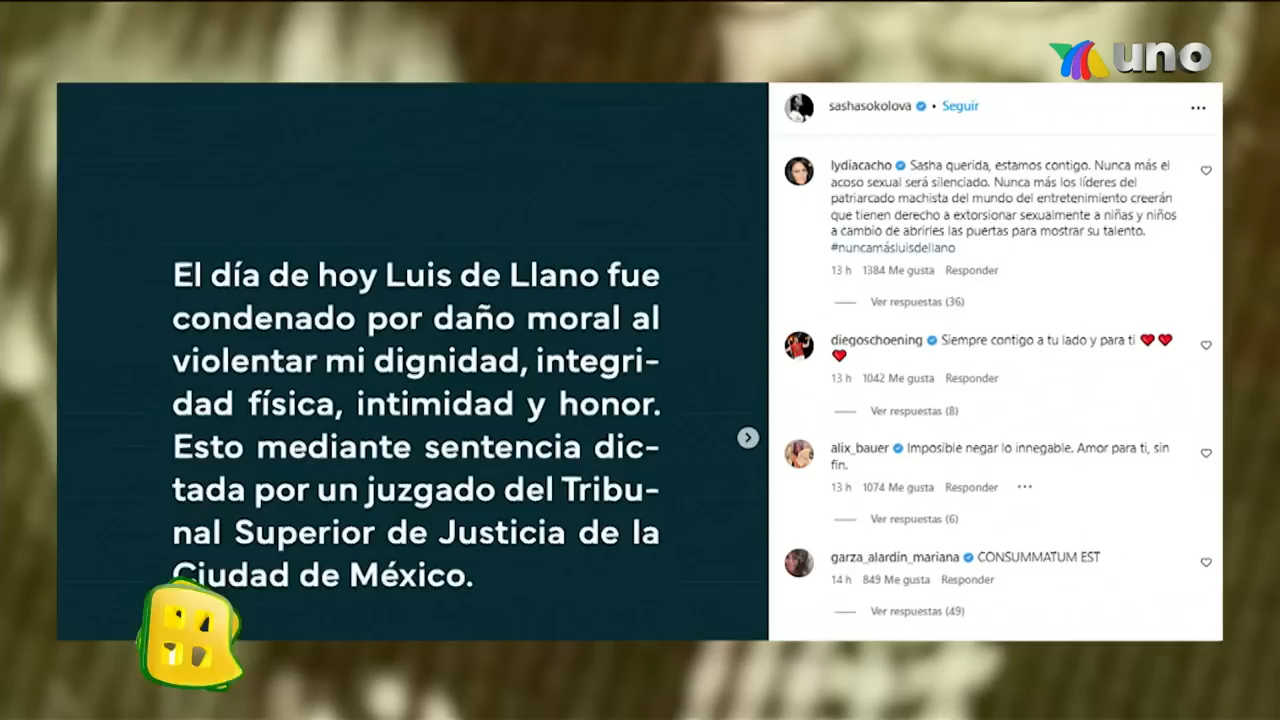 uno
El día de hoy Luis de Llano fue
condenado por daño moral al
violentar mi dignidad, integri-
dad física, intimidad y honor.
Esto mediante sentencia dic-
tada por un juzgado del Tribu-
nal Superior de Justicia de la
Ciudad de México.
sashasokolova • Seguir
lydiacacho Sasha querida, estamos contigo. Nunca más el
acoso sexual será silenciado. Nunca más los líderes del
patriarcado machista del mundo del entretenimiento creerán
que tienen derecho a extorsionar sexualmente a niñas y niños
a cambio de abrirles las puertas para mostrar su talento.
#nuncamásluisdellano
13 h 1384 Me gusta Responder
Ver respuestas (36)
diegoschoening Siempre contigo a tu lado y para ti ❤️❤️
❤️
13 h 1042 Me gusta Responder
Ver respuestas (8)
alix_bauer Imposible negar lo innegable. Amor para ti, sin
fin.
13 h 1074 Me gusta Responder
Ver respuestas (6)
garza_alardin_mariana CONSUMMATUM EST
14 h 849 Me gusta Responder
Ver respuestas (49)